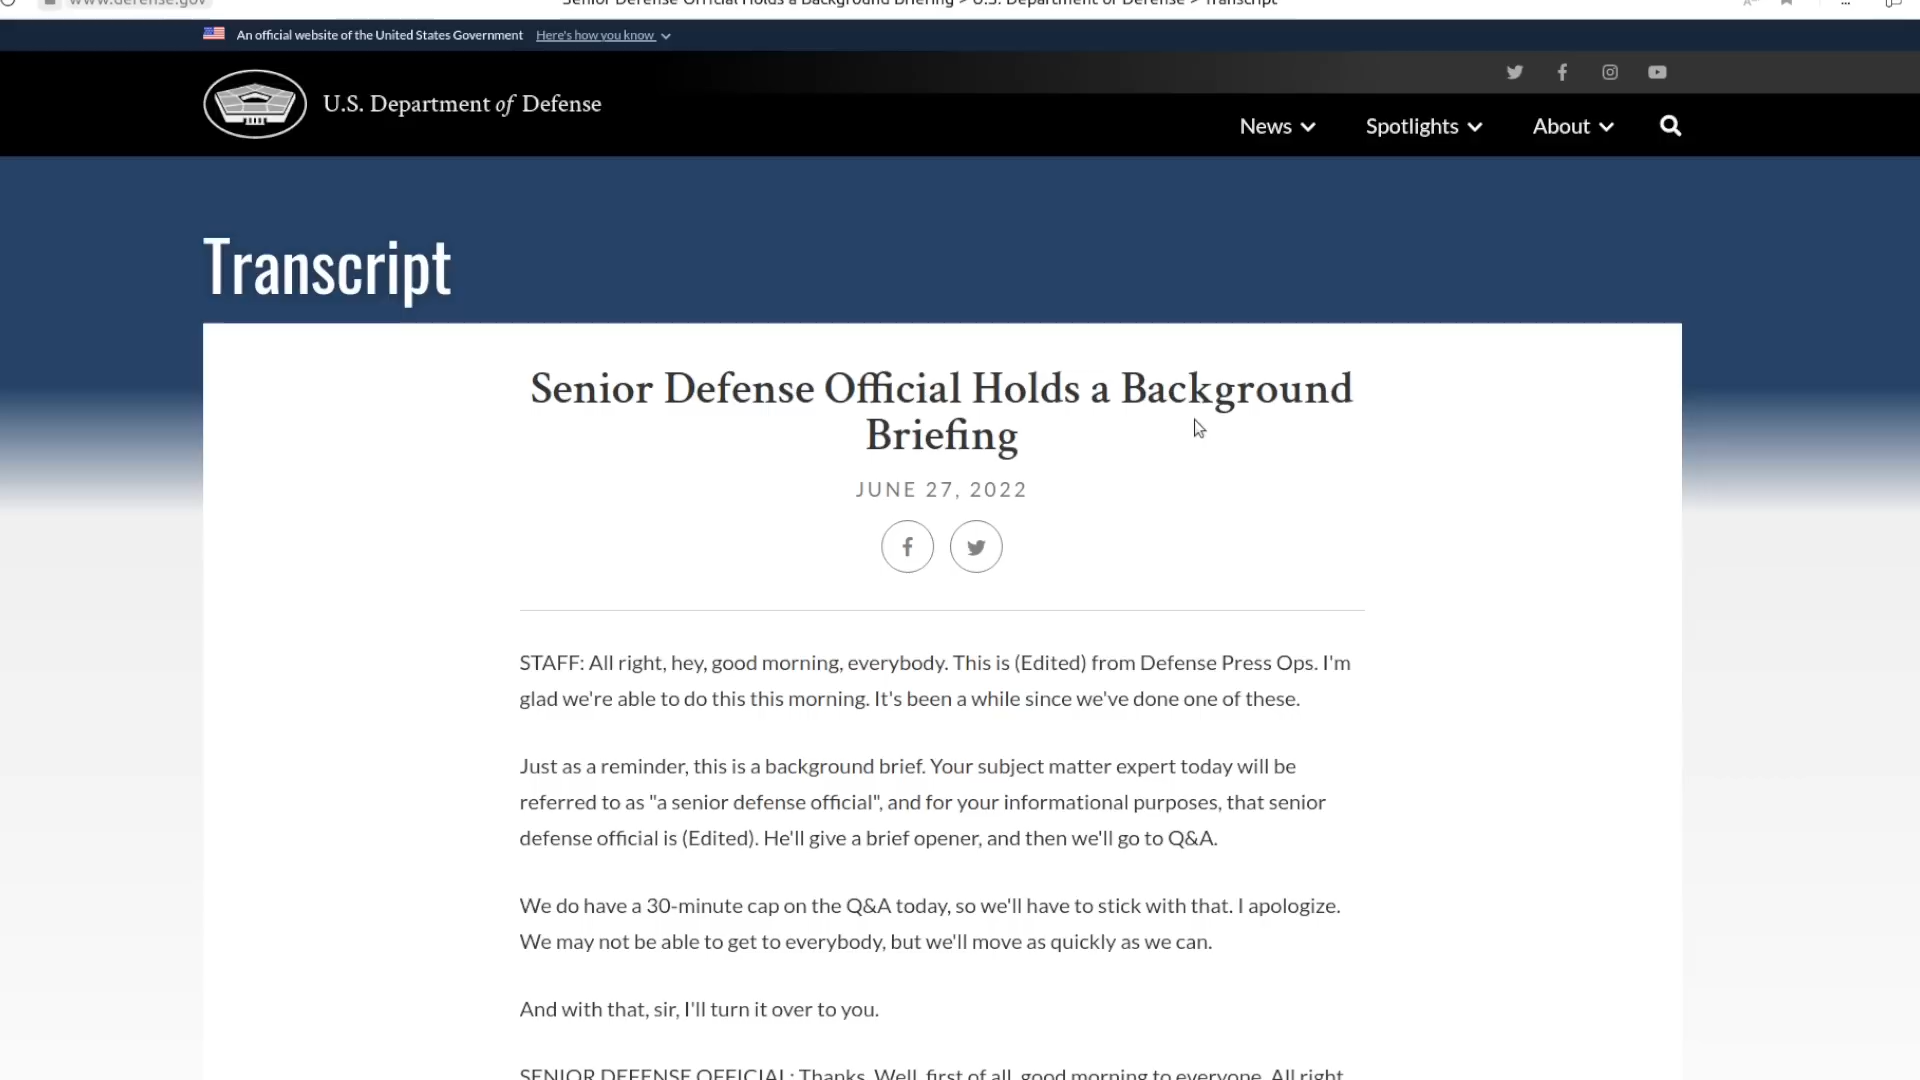 www.defense.gov
Senior Defense Official Holds a Background Briefing > U.S. Department of Defense > Transcript
An official website of the United States Government Here's how you know
U.S. Department of Defense
News Spotlights About
Transcript
Senior Defense Official Holds a Background
Briefing
JUNE 27, 2022
STAFF: All right, hey, good morning, everybody. This is (Edited) from Defense Press Ops. I'm
glad we're able to do this this morning. It's been a while since we've done one of these.
Just as a reminder, this is a background brief. Your subject matter expert today will be
referred to as "a senior defense official", and for your informational purposes, that senior
defense official is (Edited). He'll give a brief opener, and then we'll go to Q&A.
We do have a 30-minute cap on the Q&A today, so we'll have to stick with that. I apologize.
We may not be able to get to everybody, but we'll move as quickly as we can.
And with that, sir, I'll turn it over to you.
SENIOR DEFENSE OFFICIAL: Thanks. Well, first of all, good morning to everyone. All right,